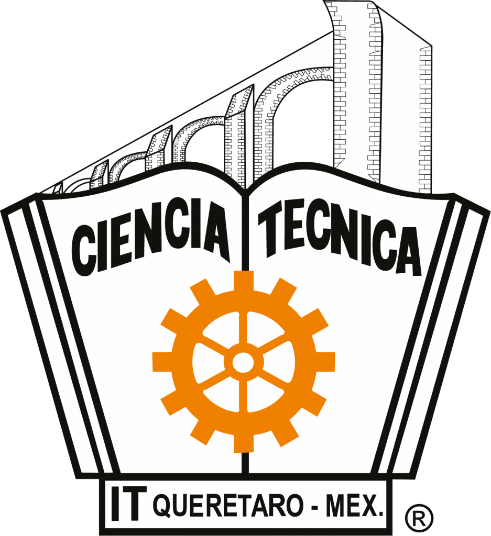 CIENCIA TECNICA
IT QUERETARO - MEX. ®